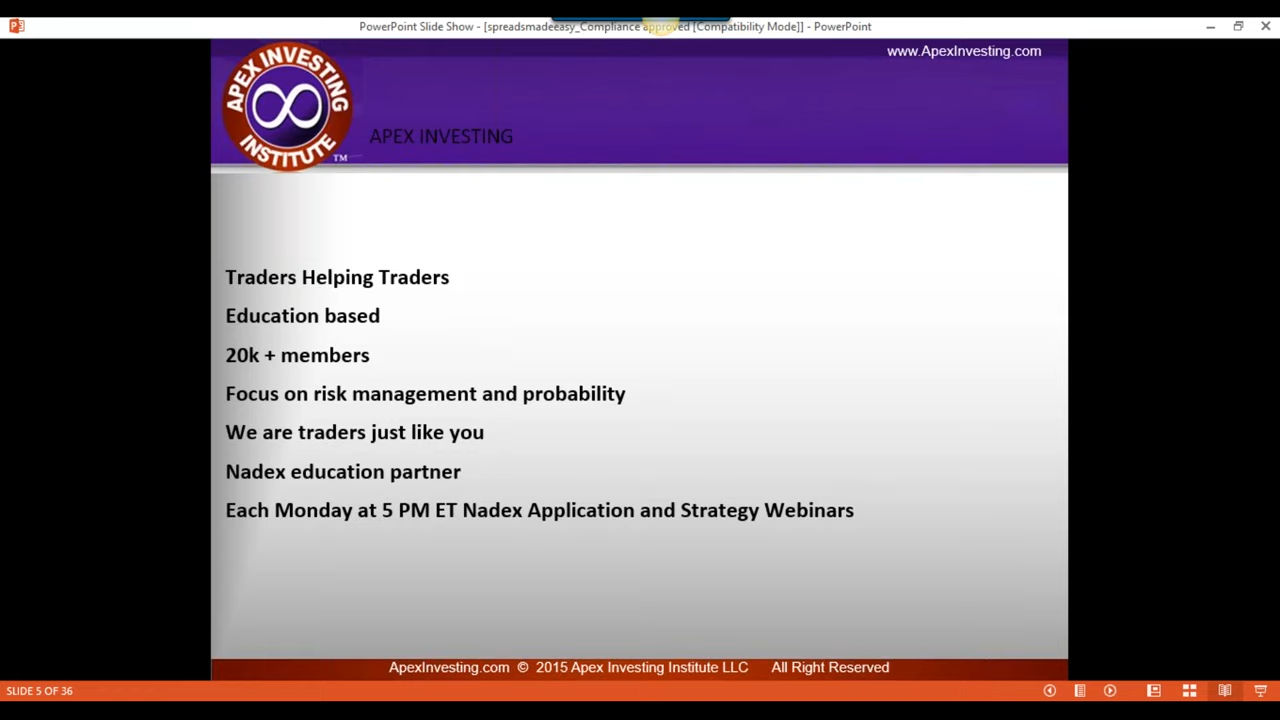 PowerPoint Slide Show - [spreadsmadeeasy_Compliance approved [Compatibility Mode]] - PowerPoint
www.ApexInvesting.com
APEX INVESTING
INSTITUTE
TM
APEX INVESTING
Traders Helping Traders
Education based
20k + members
Focus on risk management and probability
We are traders just like you
Nadex education partner
Each Monday at 5 PM ET Nadex Application and Strategy Webinars
ApexInvesting.com © 2015 Apex Investing Institute LLC All Right Reserved
SLIDE 5 OF 36